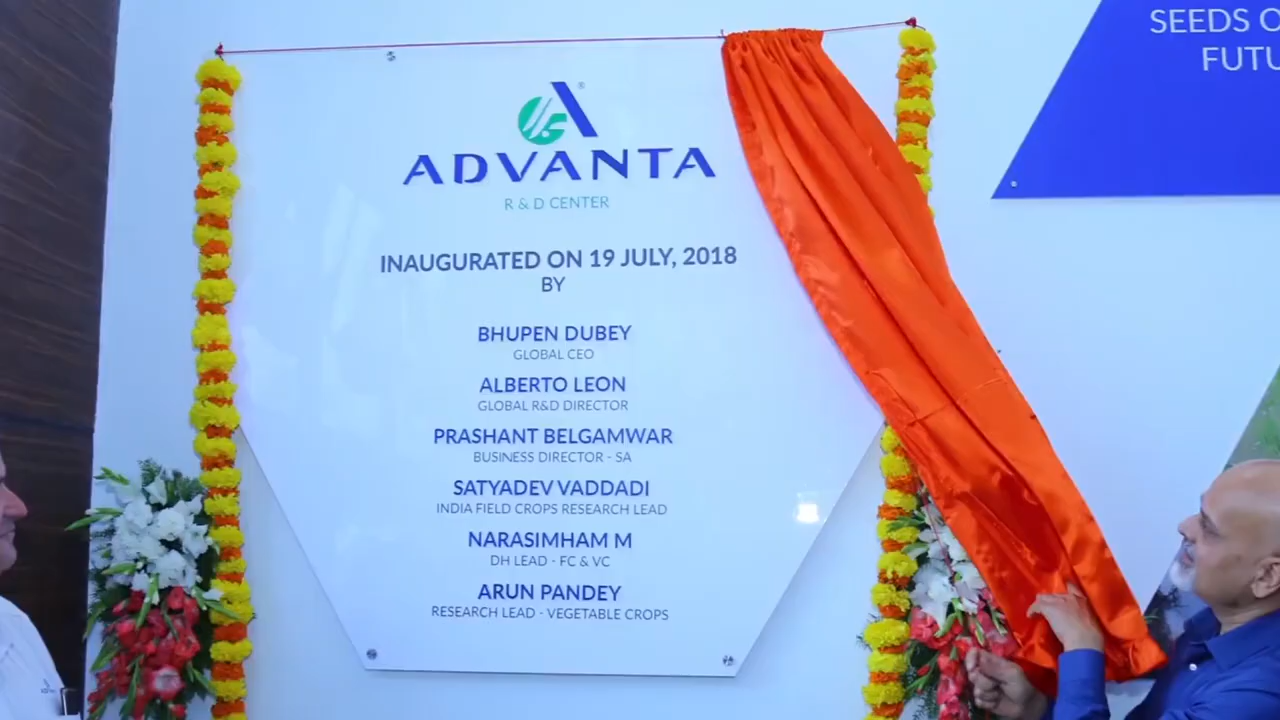 ADVANTA
R & D CENTER
INAUGURATED ON 19 JULY, 2018
BY
BHUPEN DUBEY
GLOBAL CEO
ALBERTO LEON
GLOBAL R&D DIRECTOR
PRASHANT BELGAMWAR
BUSINESS DIRECTOR - SA
SATYADEV VADDADI
INDIA FIELD CROPS RESEARCH LEAD
NARASIMHAM M
DH LEAD - FC & VC
ARUN PANDEY
RESEARCH LEAD - VEGETABLE CROPS
SEEDS